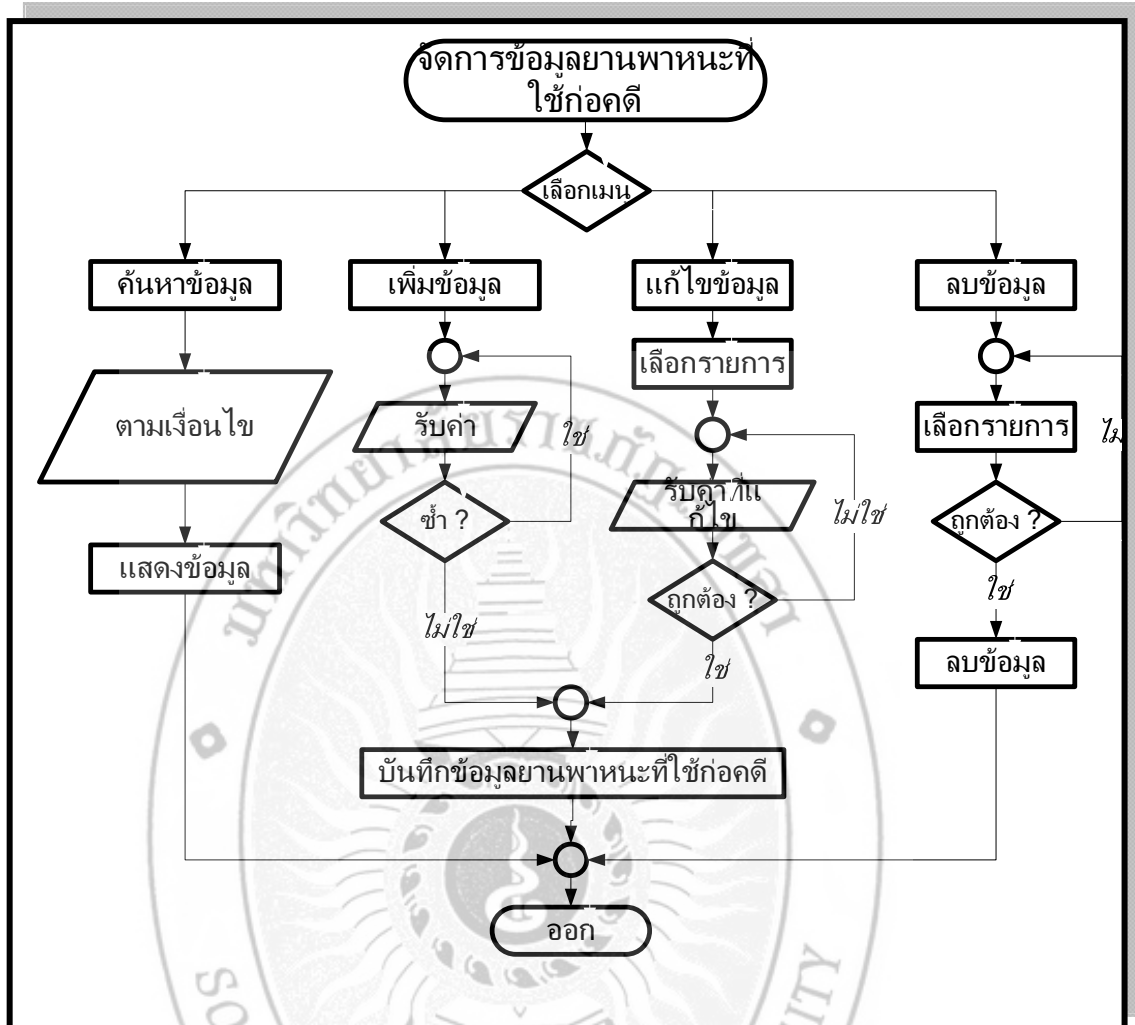 จัดการข้อมูลยานพาหนะที่
ใช้ก่อคดี
เลือกเมนู
ค้นหาข้อมูล
เพิ่มข้อมูล
แก้ไขข้อมูล
ลบข้อมูล
เลือกรายการ
ตามเงื่อนไข
รับค่า
ใช่
เลือกรายการ
ไม่
รับค่าที่แ
ก้ไข
ไม่ใช่
ซ้ำ ?
ถูกต้อง ?
แสดงข้อมูล
ถูกต้อง ?
ใช่
ไม่ใช่
ใช่
ลบข้อมูล
บันทึกข้อมูลยานพาหนะที่ใช้ก่อคดี
ออก